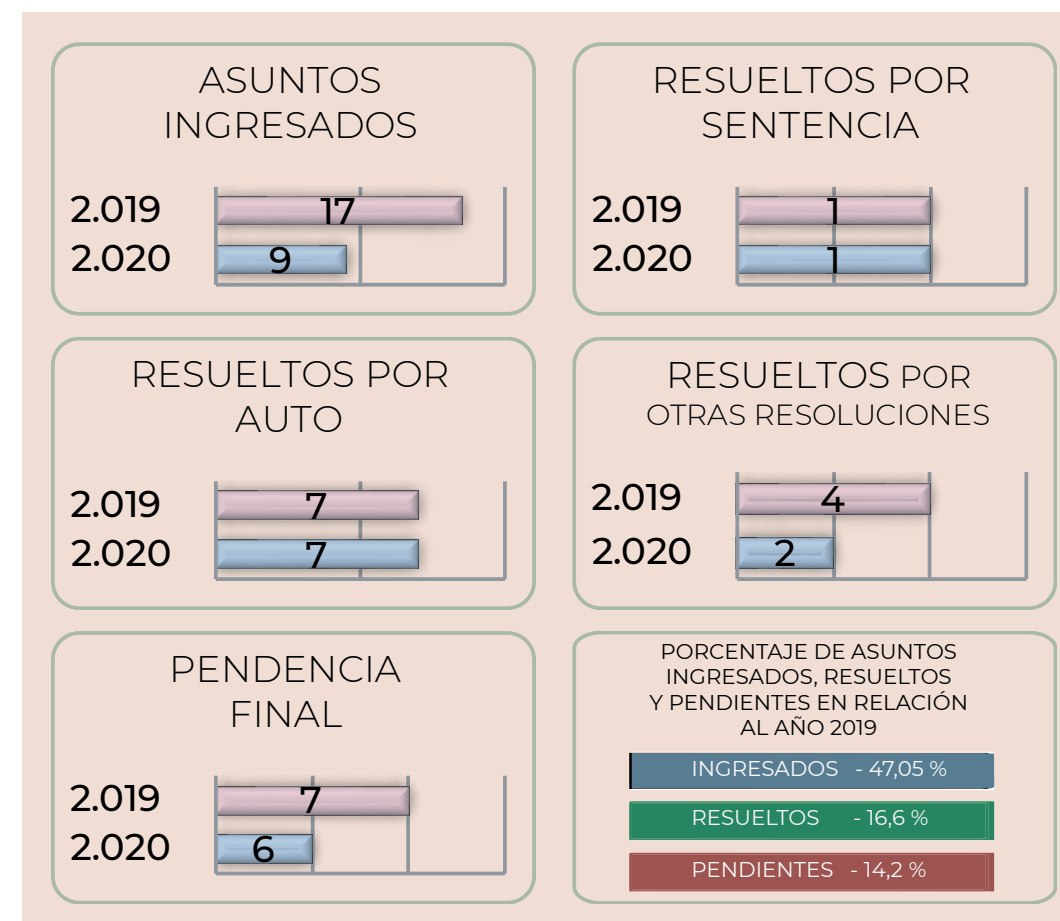 ASUNTOS
INGRESADOS
2.019 17
2.020 9
RESUELTOS POR
SENTENCIA
2.019 1
2.020 1
RESUELTOS POR
AUTO
2.019 7
2.020 7
RESUELTOS POR
OTRAS RESOLUCIONES
2.019 4
2.020 2
PENDENCIA
FINAL
2.019 7
2.020 6
PORCENTAJE DE ASUNTOS
INGRESADOS, RESUELTOS
Y PENDIENTES EN RELACIÓN
AL AÑO 2019
INGRESADOS - 47,05 %
RESUELTOS - 16,6 %
PENDIENTES - 14,2 %